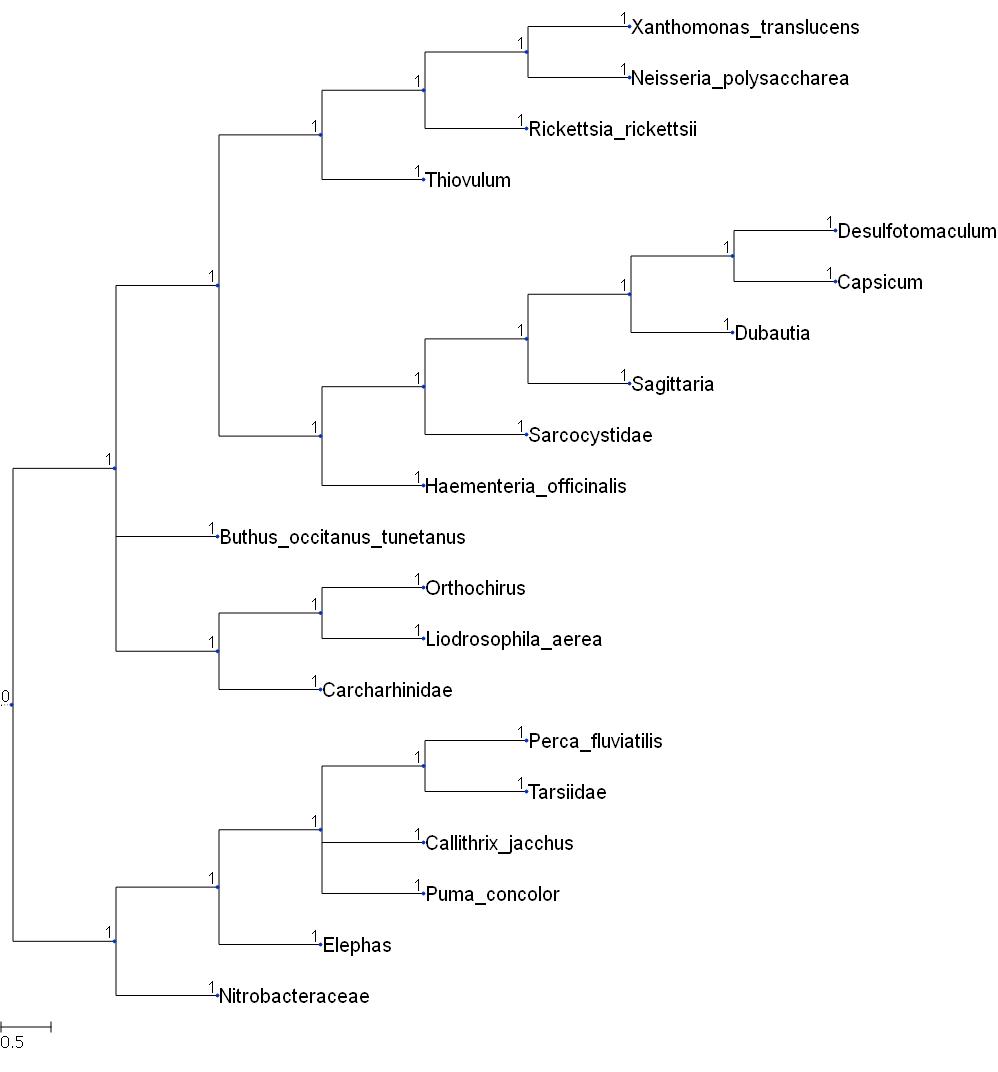 1
Xanthomonas_translucens
1
1
Neisseria_polysaccharea
1
1
Rickettsia_rickettsii
1
1
Thiovulum
1
Desulfotomaculum
1
1
Capsicum
1
1
Dubautia
1
1
Sagittaria
1
1
Sarcocystidae
1
1
Haementeria_officinalis
1
1
Buthus_occitanus_tunetanus
1
Orthochirus
1
1
Liodrosophila_aerea
1
1
Carcharhinidae
0
1
Perca_fluviatilis
1
1
Tarsiidae
1
1
Callithrix_jacchus
1
Puma_concolor
1
1
Elephas
1
1
Nitrobacteraceae
0.5